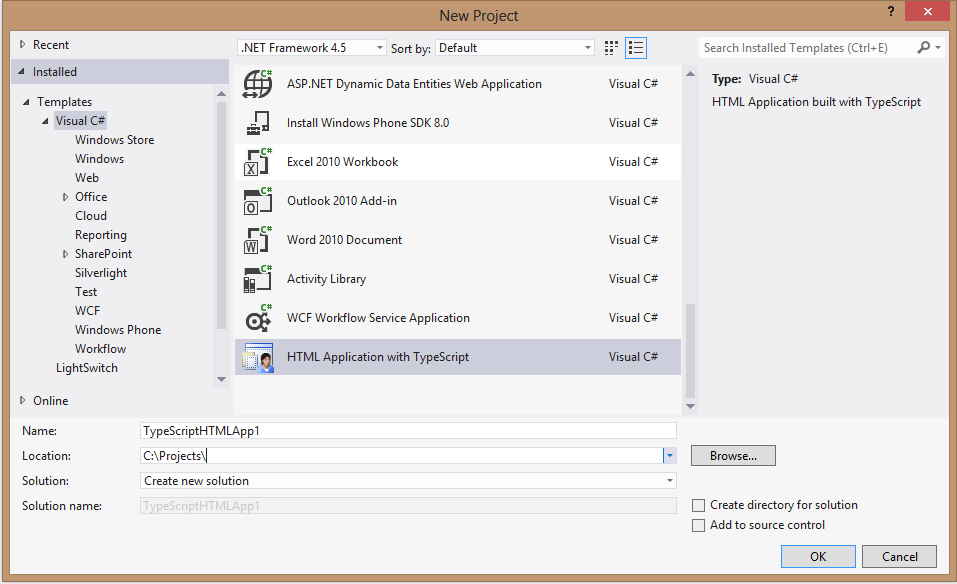 New Project
?
Recent
Installed
Templates
Visual C#
Windows Store
Windows
Web
Office
Cloud
Reporting
SharePoint
Silverlight
Test
WCF
Windows Phone
Workflow
LightSwitch
Online
.NET Framework 4.5
Sort by:
Default
ASP.NET Dynamic Data Entities Web Application Visual C#
Install Windows Phone SDK 8.0 Visual C#
Excel 2010 Workbook Visual C#
Outlook 2010 Add-in Visual C#
Word 2010 Document Visual C#
Activity Library Visual C#
WCF Workflow Service Application Visual C#
HTML Application with TypeScript Visual C#
Search Installed Templates (Ctrl+E)
Type: Visual C#
HTML Application built with TypeScript
Name: TypeScriptHTMLApp1
Location: C:\Projects\
Browse...
Solution: Create new solution
Solution name: TypeScriptHTMLApp1
Create directory for solution
Add to source control
OK
Cancel